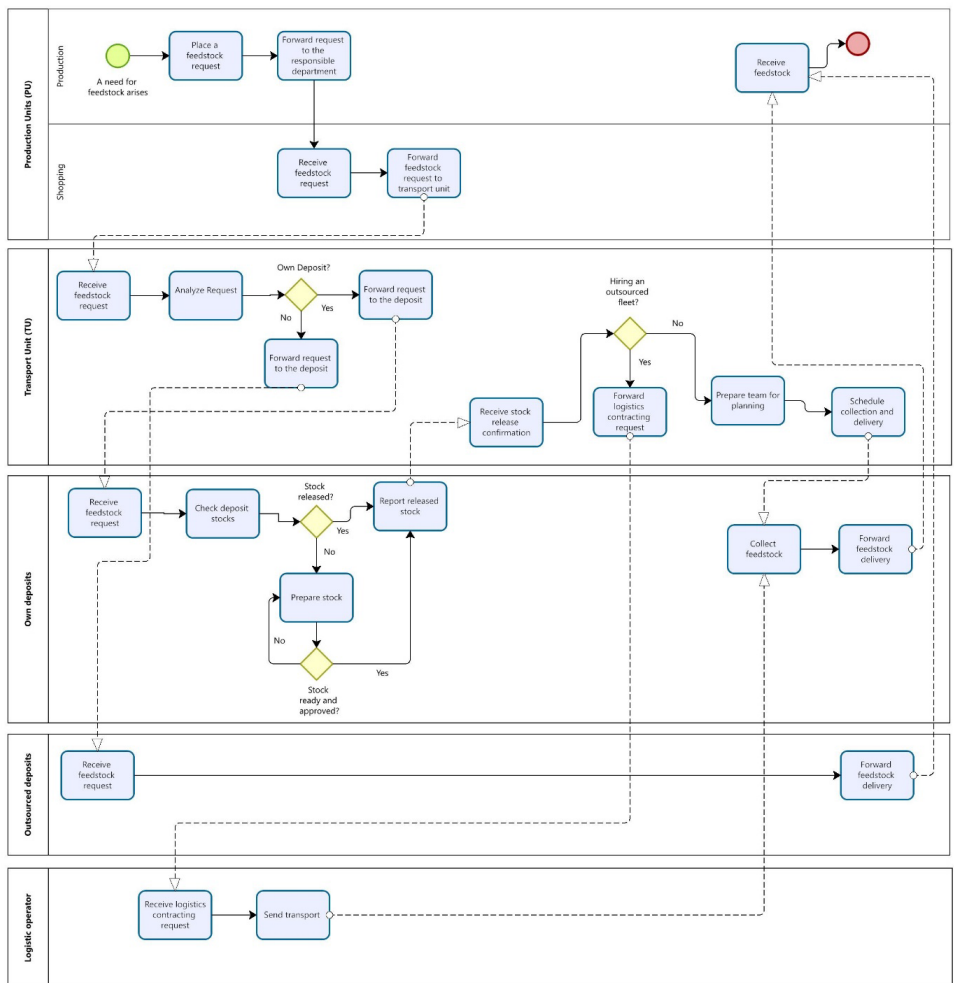 Production Units (PU)
Production
A need for
feedstock arises
Place a
feedstock
request
Forward request
to the
responsible
department
Receive
feedstock
Shopping
Receive
feedstock
request
Forward
feedstock
request to
transport unit
Transport Unit (TU)
Receive
feedstock
request
Analyze Request
Own Deposit?
Yes
No
Forward request
to the deposit
Forward request
to the deposit
Receive stock
release
confirmation
Hiring an
outsourced
fleet?
No
Yes
Forward
logistics
contracting
request
Prepare team for
planning
Schedule
collection and
delivery
Own deposits
Receive
feedstock
request
Check deposit
stocks
Stock
released?
Yes
No
Report released
stock
Prepare stock
No
Yes
Stock
ready and
approved?
Collect
feedstock
Forward
feedstock
delivery
Outsourced deposits
Receive
feedstock
request
Forward
feedstock
delivery
Logistic operator
Receive logistics
contracting
request
Send transport